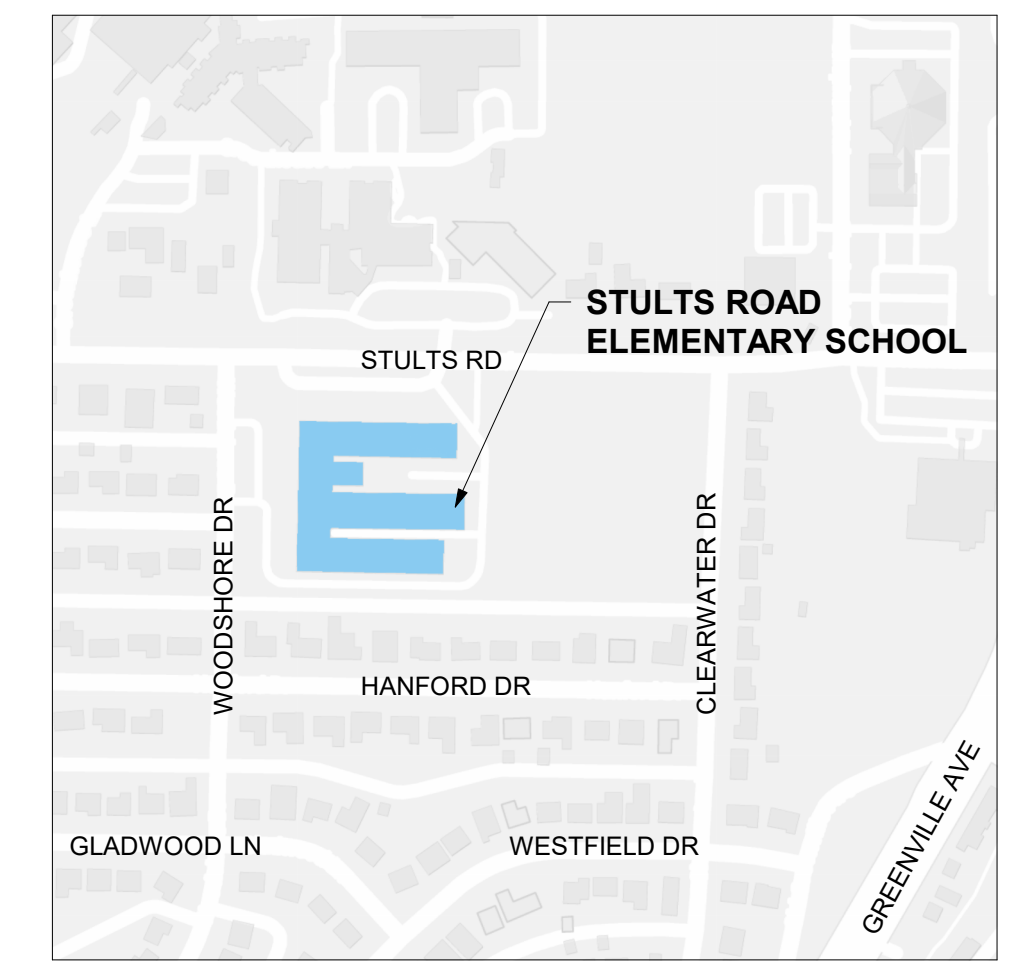 STULTS ROAD
ELEMENTARY SCHOOL
STULTS RD
WOODSHORE DR
CLEARWATER DR
HANFORD DR
GREENVILLE AVE
GLADWOOD LN
WESTFIELD DR